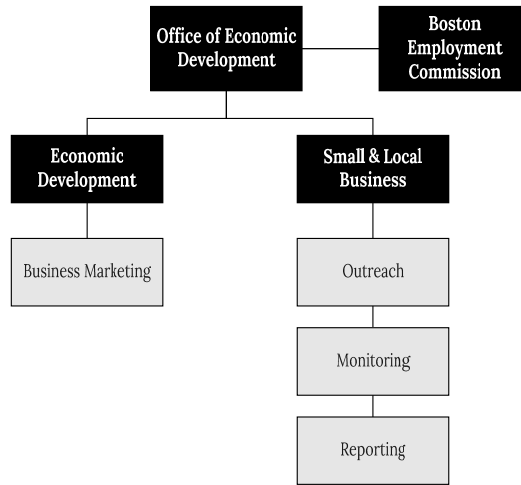 Office of Economic
Development
Boston
Employment
Commission
Economic
Development
Small & Local
Business
Business Marketing
Outreach
Monitoring
Reporting